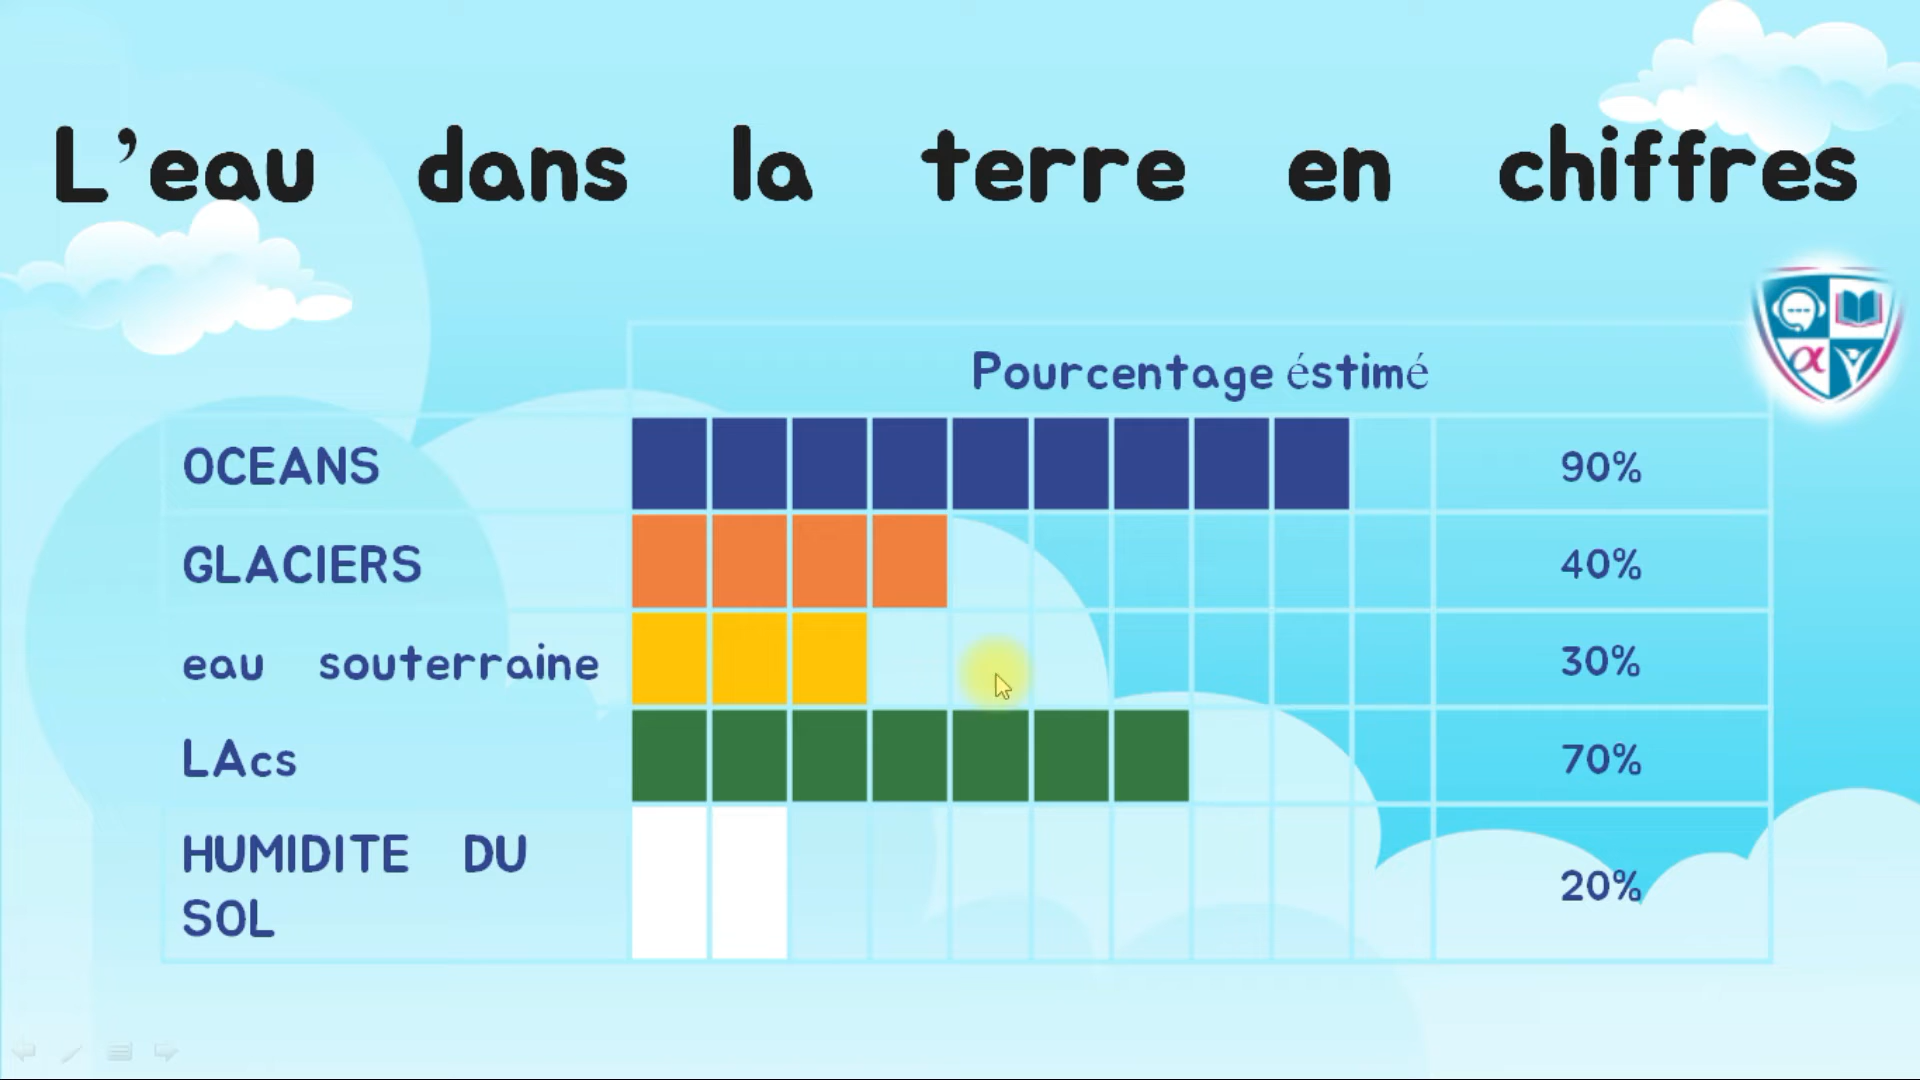 L’eau dans la terre en chiffres
Pourcentage éstimé
OCEANS 90%
GLACIERS 40%
eau souterraine 30%
LAcs 70%
HUMIDITE DU
SOL 20%